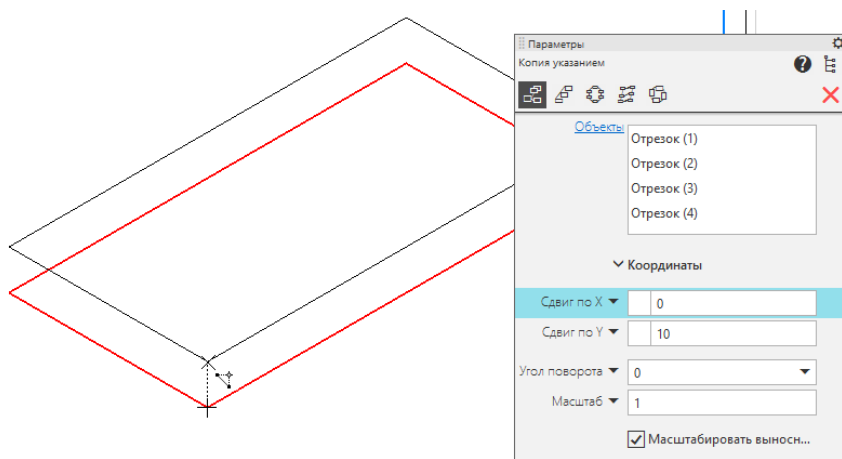 Параметры
Копия указанием
?
Объекты
Отрезок (1)
Отрезок (2)
Отрезок (3)
Отрезок (4)
Координаты
Сдвиг по X
0
Сдвиг по Y
10
Угол поворота
0
Масштаб
1
Масштабировать выносн...